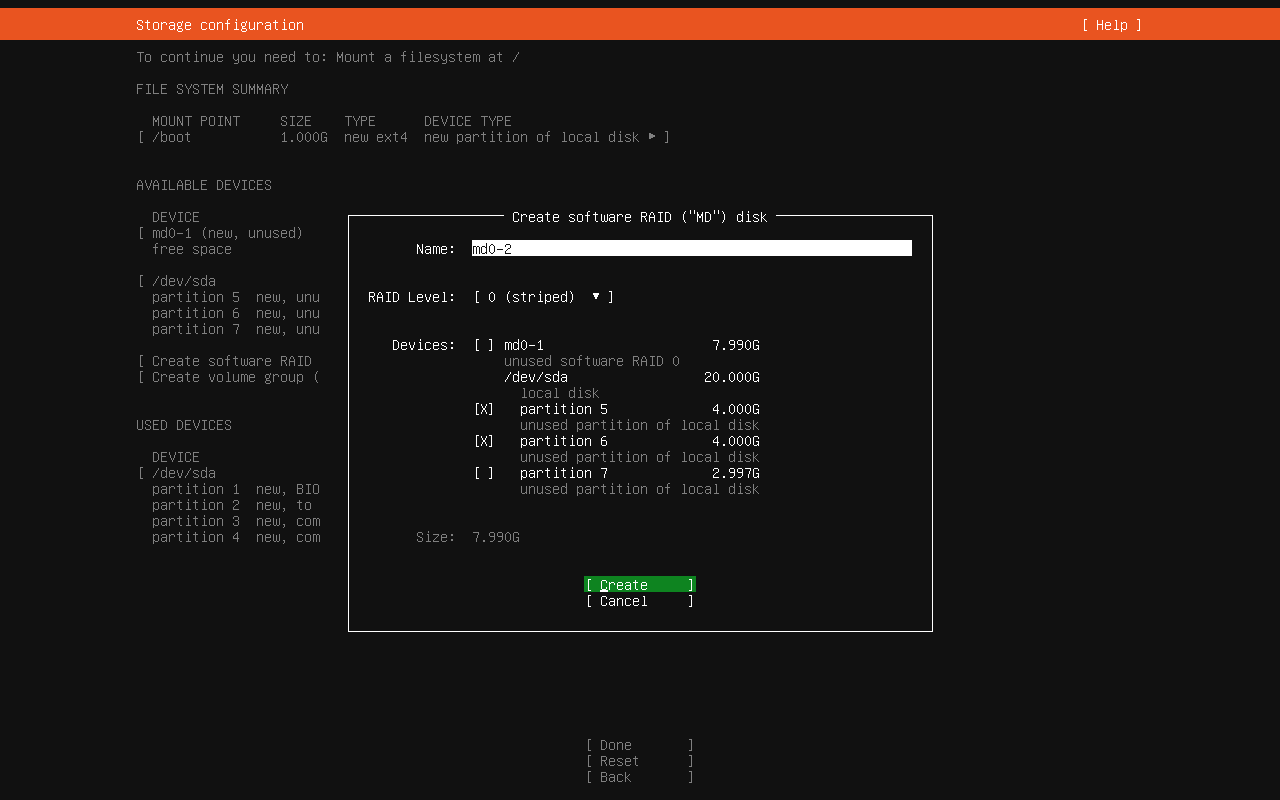 Storage configuration [ Help ]
To continue you need to: Mount a filesystem at /
FILE SYSTEM SUMMARY
MOUNT POINT SIZE TYPE DEVICE TYPE
[ /boot 1.000G new ext4 new partition of local disk ▸ ]
AVAILABLE DEVICES
DEVICE
[ md0-1 (new, unused)
free space
[ /dev/sda
partition 5 new, unu
partition 6 new, unu
partition 7 new, unu
[ Create software RAID
[ Create volume group (
USED DEVICES
DEVICE
[ /dev/sda
partition 1 new, BIO
partition 2 new, to
partition 3 new, com
partition 4 new, com
Create software RAID ("MD") disk
Name: md0-2
RAID Level: [ 0 (striped) ▾ ]
Devices: [ ] md0-1 7.990G
unused software RAID 0
/dev/sda 20.000G
local disk
[X] partition 5 4.000G
unused partition of local disk
[X] partition 6 4.000G
unused partition of local disk
[ ] partition 7 2.997G
unused partition of local disk
Size: 7.990G
[ Create ]
[ Cancel ]
[ Done ]
[ Reset ]
[ Back ]